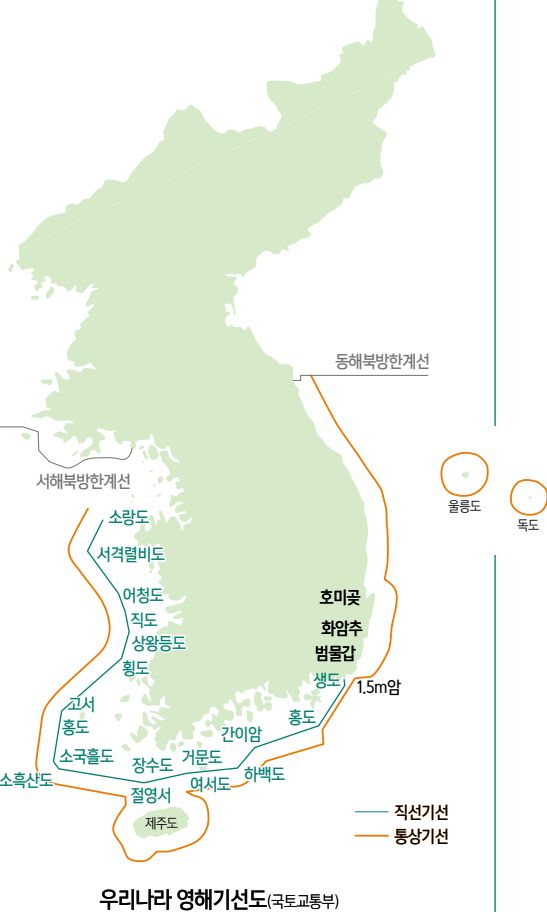 동해북방한계선
서해북방한계선
울릉도
독도
소랑도
서격렬비도
어청도
직도
상왕등도
횡도
고서
홍도
소국흘도
소흑산도
호미곶
화암추
범물갑
생도
1.5m암
홍도
간이암
거문도
장수도
하백도
여서도
절영서
제주도
직선기선
통상기선
우리나라 영해기선도(국토교통부)